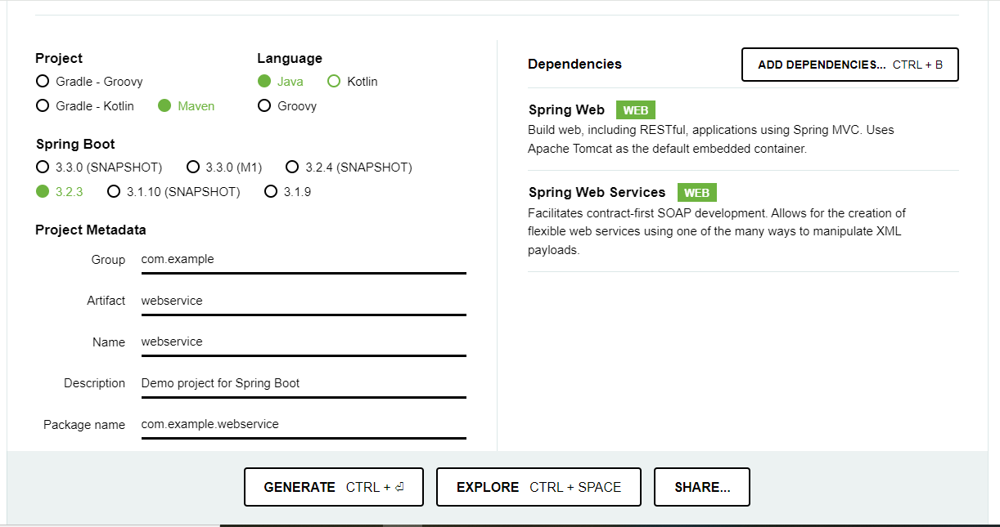 Project
Gradle - Groovy
Gradle - Kotlin Maven
Language
Java Kotlin
Groovy
Spring Boot
3.3.0 (SNAPSHOT) 3.3.0 (M1) 3.2.4 (SNAPSHOT)
3.2.3 3.1.10 (SNAPSHOT) 3.1.9
Project Metadata
Group com.example
Artifact webservice
Name webservice
Description Demo project for Spring Boot
Package name com.example.webservice
Dependencies ADD DEPENDENCIES... CTRL + B
Spring Web WEB
Build web, including RESTful, applications using Spring MVC. Uses
Apache Tomcat as the default embedded container.
Spring Web Services WEB
Facilitates contract-first SOAP development. Allows for the creation of
flexible web services using one of the many ways to manipulate XML
payloads.
GENERATE CTRL + ⏎ EXPLORE CTRL + SPACE SHARE...